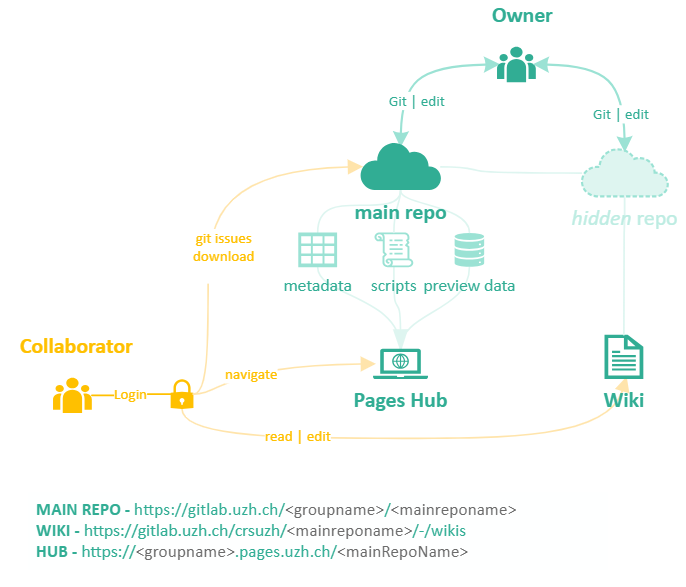 Owner
Git | edit
Git | edit
main repo
hidden repo
git issues
download
metadata
scripts
preview data
Collaborator
Login
navigate
Pages Hub
Wiki
read | edit
MAIN REPO - https://gitlab.uzh.ch/<groupname>/<mainreponame>
WIKI - https://gitlab.uzh.ch/crsuzh/<mainreponame>/-/wikis
HUB - https://<groupname>.pages.uzh.ch/<mainRepoName>